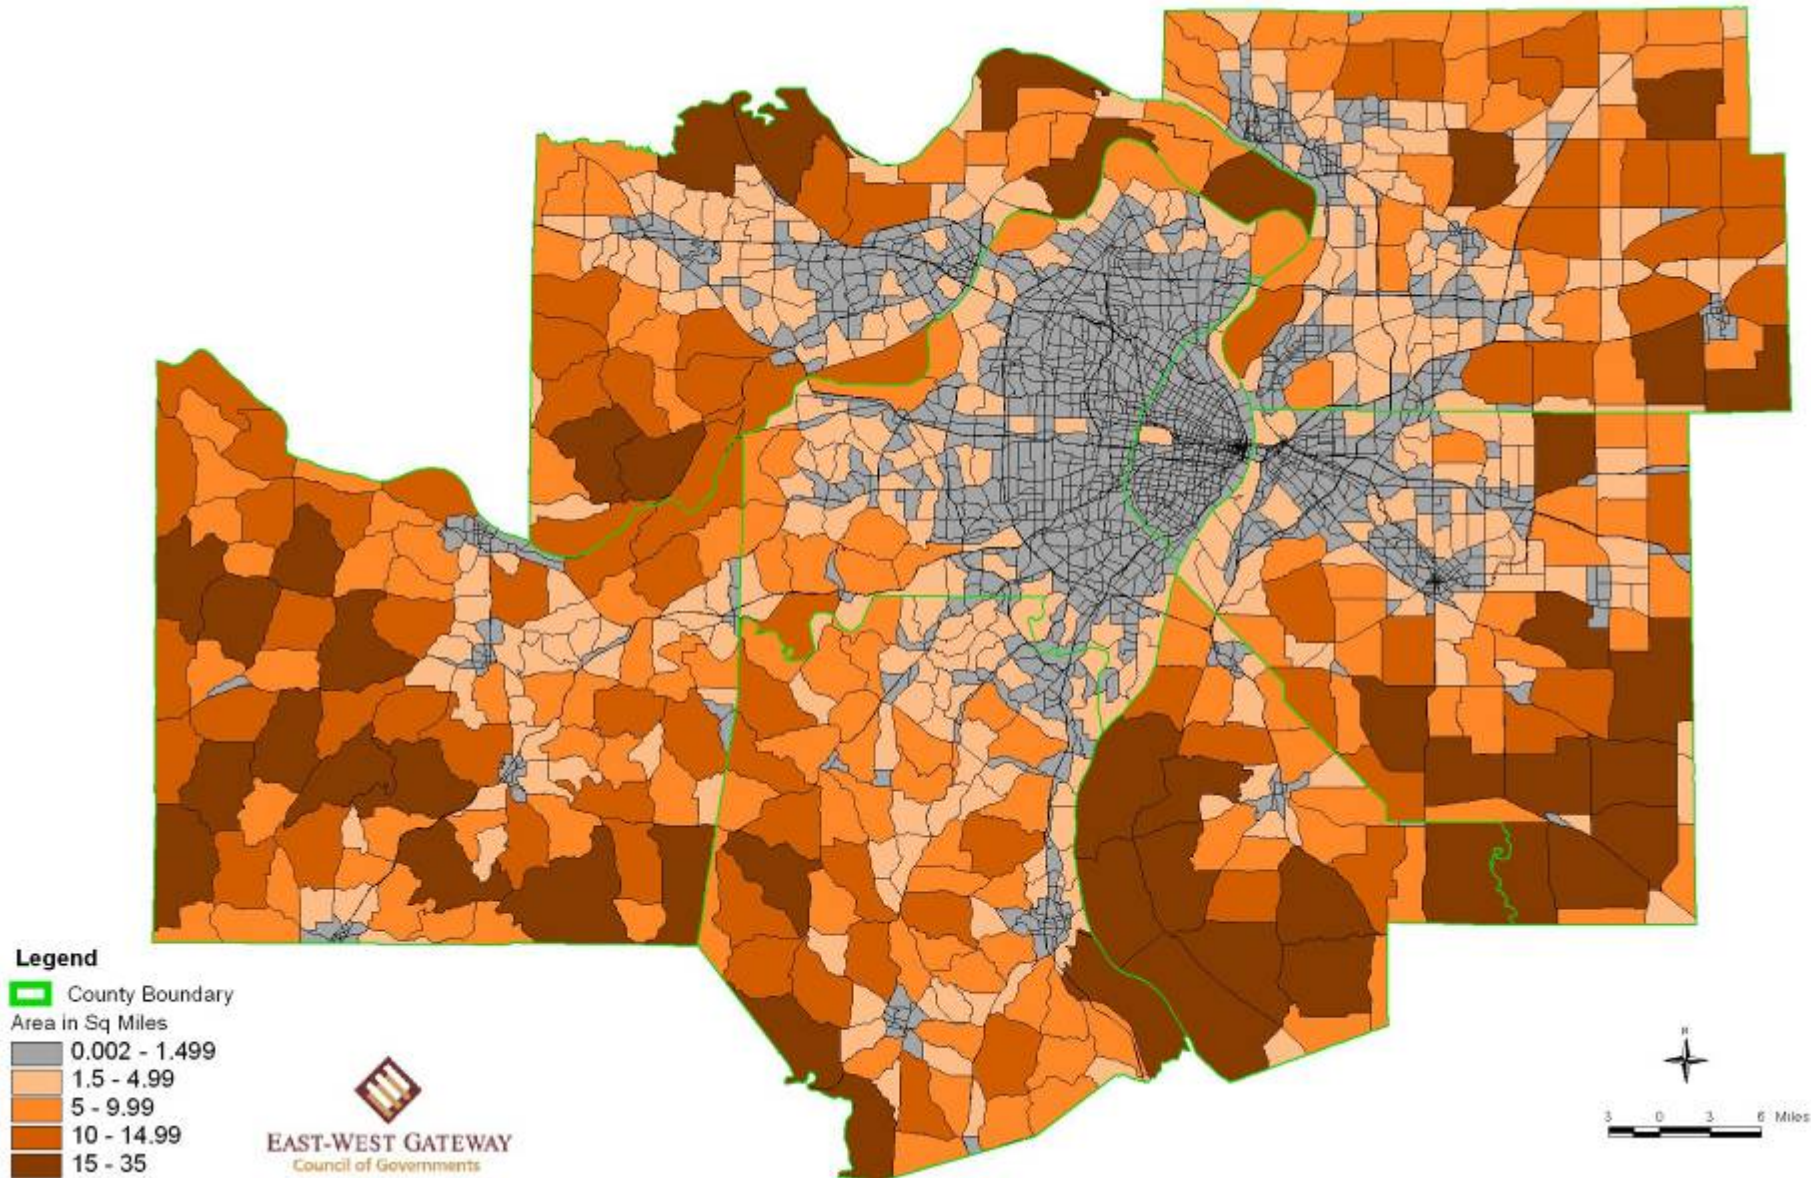 Legend
County Boundary
Area in Sq Miles
0.002 - 1.499
1.5 - 4.99
5 - 9.99
10 - 14.99
15 - 35
EAST-WEST GATEWAY
Council of Governments
N
3 0 3 6 Miles